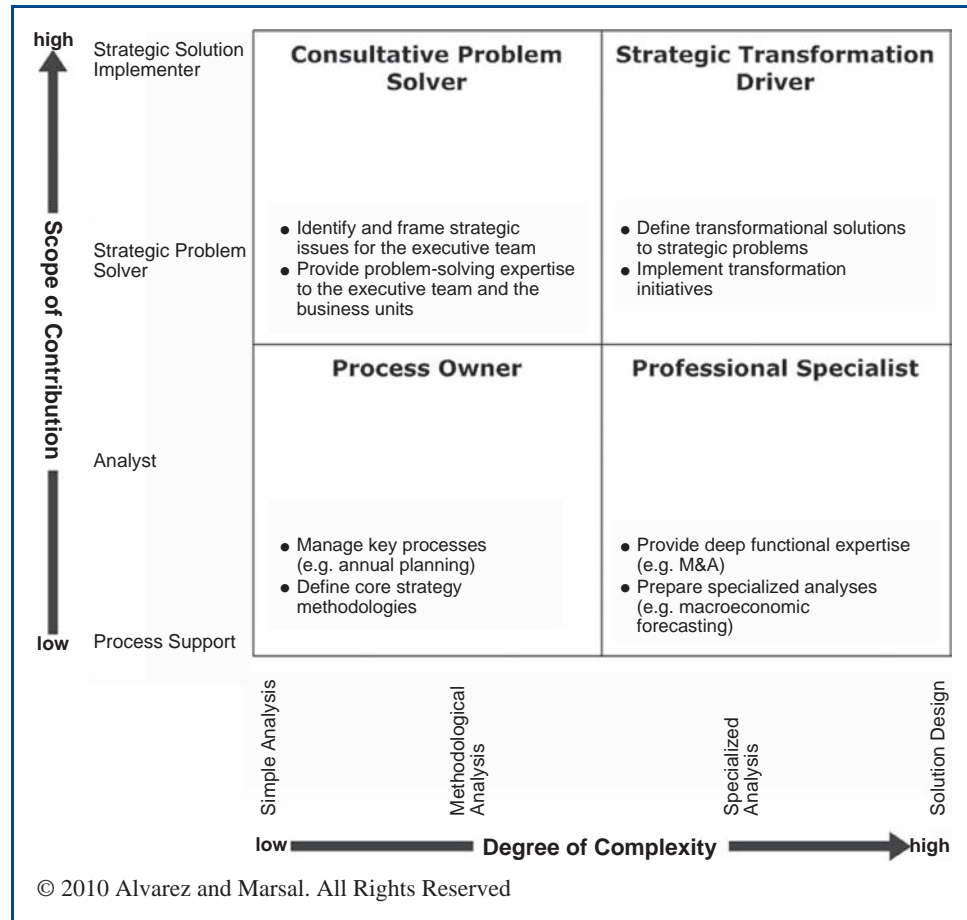 high
Strategic Solution
Implementer
Consultative Problem
Solver
Strategic Transformation
Driver
Scope of Contribution
Strategic Problem
Solver
● Identify and frame strategic
issues for the executive team
● Provide problem-solving expertise
to the executive team and the
business units
● Define transformational solutions
to strategic problems
● Implement transformation
initiatives
Process Owner
Professional Specialist
Analyst
● Manage key processes
(e.g. annual planning)
● Define core strategy
methodologies
● Provide deep functional expertise
(e.g. M&A)
● Prepare specialized analyses
(e.g. macroeconomic
forecasting)
low
Process Support
Simple Analysis
Methodological
Analysis
Specialized
Analysis
Solution Design
low
Degree of Complexity
high
© 2010 Alvarez and Marsal. All Rights Reserved